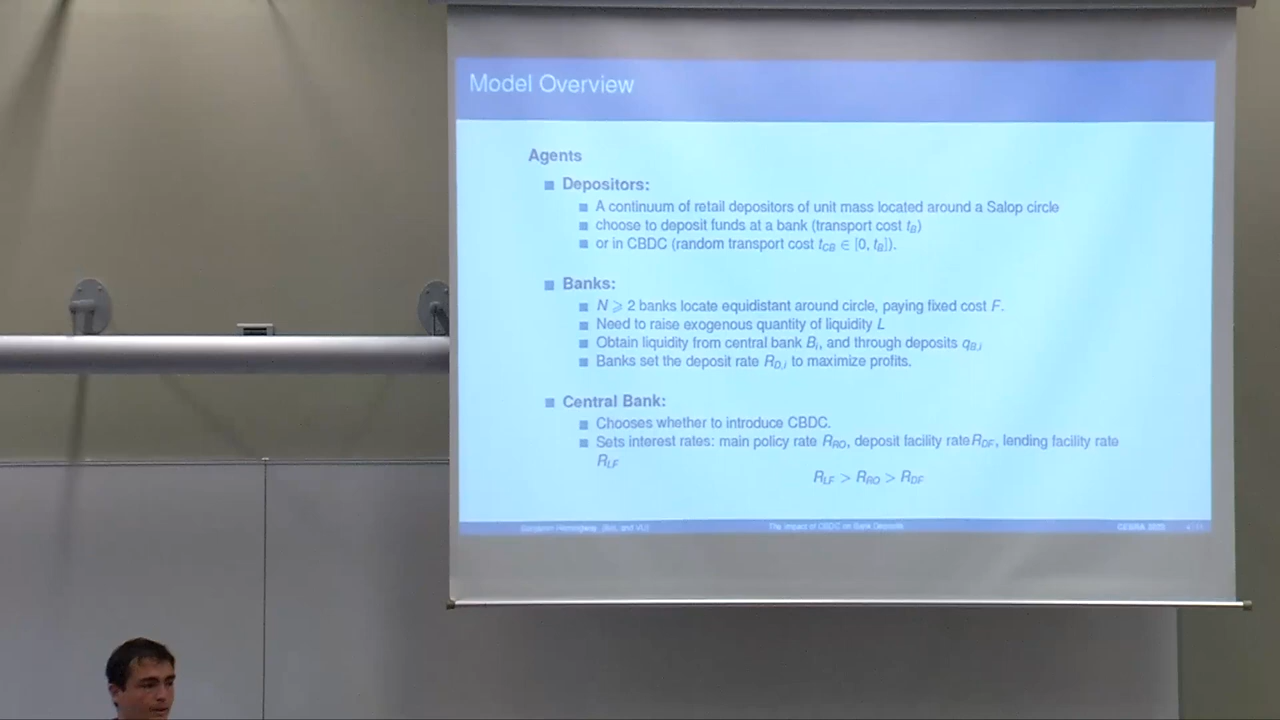 Model Overview
Agents
Depositors:
A continuum of retail depositors of unit mass located around a Salop circle
choose to deposit funds at a bank (transport cost t_B)
or in CBDC (random transport cost t_CB ∈ [0, t_B]).
Banks:
N ⩾ 2 banks locate equidistant around circle, paying fixed cost F.
Need to raise exogenous quantity of liquidity L
Obtain liquidity from central bank B_i, and through deposits q_B,i
Banks set the deposit rate R_D,i to maximize profits.
Central Bank:
Chooses whether to introduce CBDC.
Sets interest rates: main policy rate R_RO, deposit facility rate R_DF, lending facility rate
R_LF
R_LF > R_RO > R_DF
The Impact of CBDC on Bank Deposits